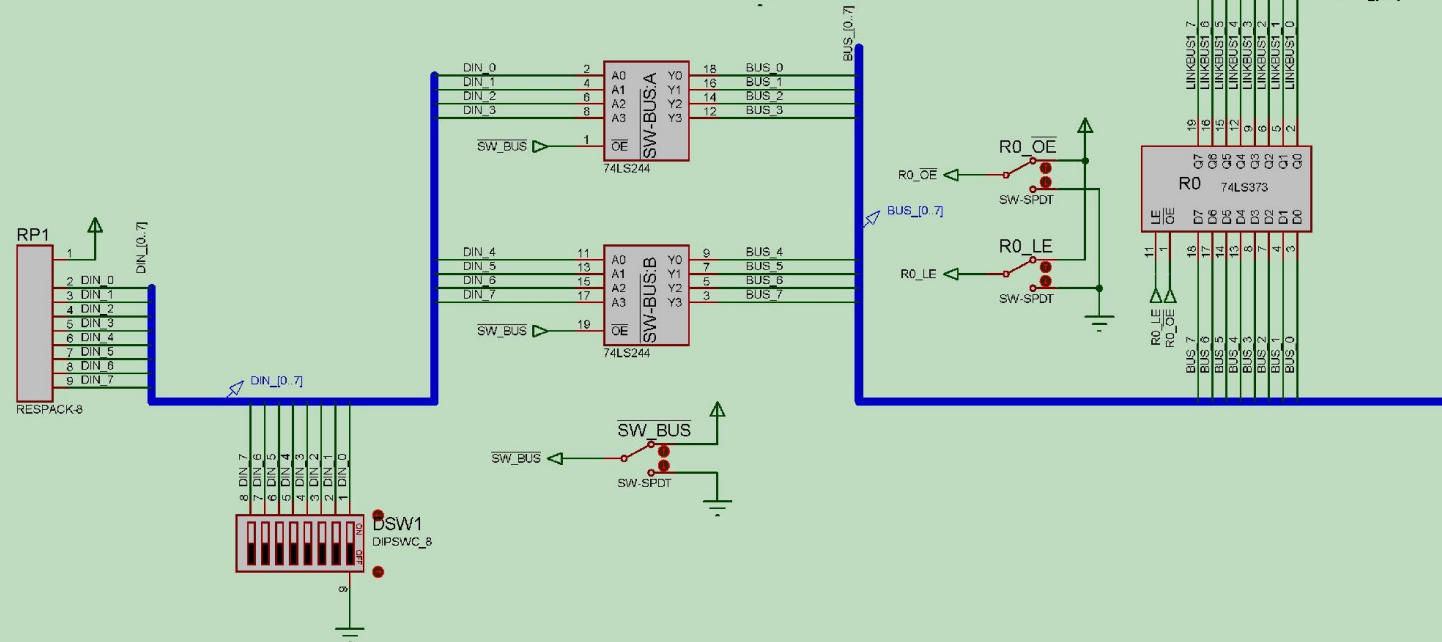 BUS_[0..7]
DIN_0
DIN_1
DIN_2
DIN_3
2
4
6
8
A0
A1
A2
A3
Y0
Y1
Y2
Y3
18
16
14
12
BUS_0
BUS_1
BUS_2
BUS_3
SW_BUS
1
OE
SW-BUS:A
74LS244
LINKBUS1_7
LINKBUS1_6
LINKBUS1_5
LINKBUS1_4
LINKBUS1_3
LINKBUS1_2
LINKBUS1_1
LINKBUS1_0
19
16
15
12
9
6
5
2
Q7
Q6
Q5
Q4
Q3
Q2
Q1
Q0
R0
74LS373
LE
OE
D7
D6
D5
D4
D3
D2
D1
D0
11
1
18
17
14
13
8
7
4
3
R0_LE
R0_OE
BUS_7
BUS_6
BUS_5
BUS_4
BUS_3
BUS_2
BUS_1
BUS_0
R0_OE
R0_OE
SW-SPDT
R0_LE
R0_LE
SW-SPDT
BUS_[0..7]
DIN_4
DIN_5
DIN_6
DIN_7
11
13
15
17
A0
A1
A2
A3
Y0
Y1
Y2
Y3
9
7
5
3
BUS_4
BUS_5
BUS_6
BUS_7
SW_BUS
19
OE
SW-BUS:B
74LS244
RP1
1
2 DIN_0
3 DIN_1
4 DIN_2
5 DIN_3
6 DIN_4
7 DIN_5
8 DIN_6
9 DIN_7
RESPACK-8
DIN_[0..7]
DIN_[0..7]
SW_BUS
SW_BUS
SW-SPDT
8 DIN_7
7 DIN_6
6 DIN_5
5 DIN_4
4 DIN_3
3 DIN_2
2 DIN_1
1 DIN_0
ON
OFF
DSW1
DIPSWC_8
9